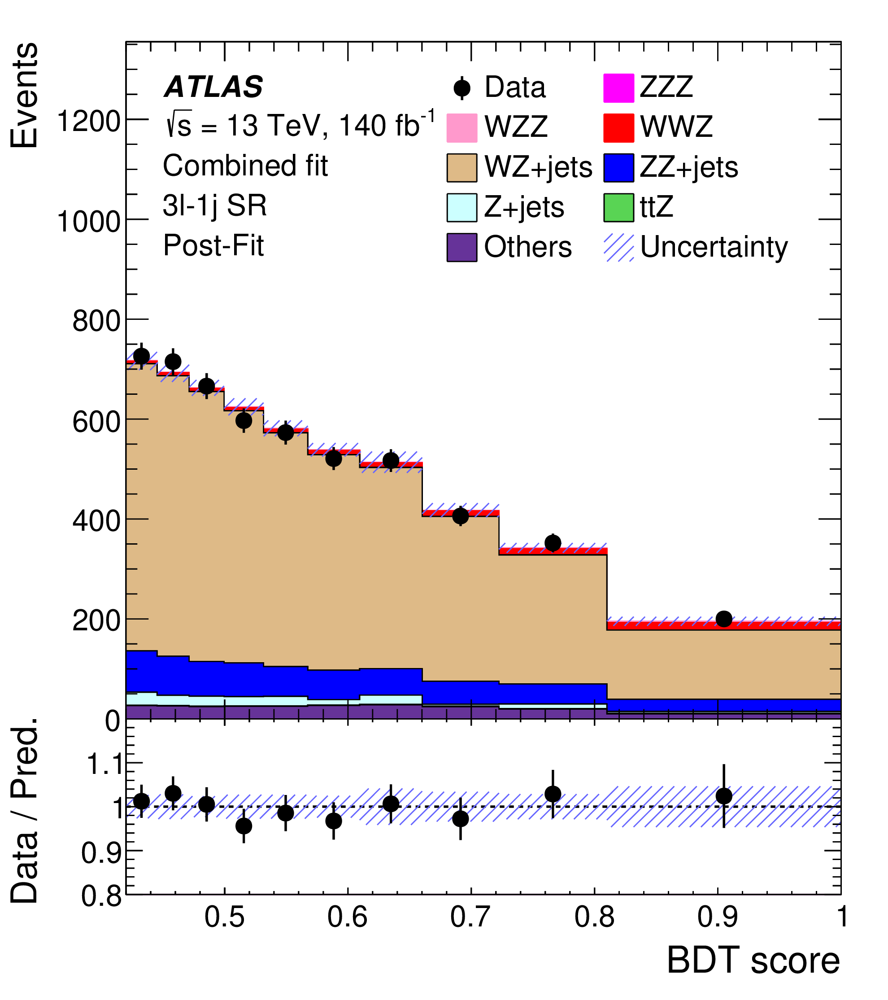 Events
1200
1000
800
600
400
200
0
ATLAS
√s = 13 TeV, 140 fb⁻¹
Combined fit
3l-1j SR
Post-Fit
Data
ZZZ
WZZ
WWZ
WZ+jets
ZZ+jets
Z+jets
ttZ
Others
Uncertainty
Data / Pred.
1.1
1
0.9
0.8
0.5 0.6 0.7 0.8 0.9 1
BDT score